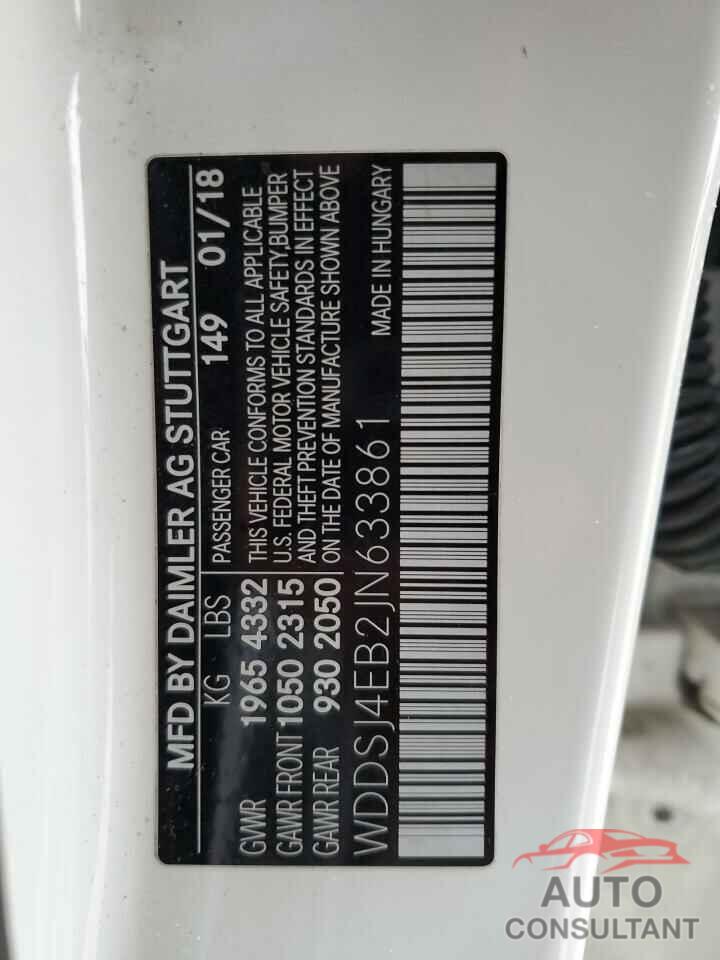 MFD BY DAIMLER AG STUTTGART 01/18
KG LBS PASSENGER CAR 149
GVWR 1965 4332 THIS VEHICLE CONFORMS TO ALL APPLICABLE
GAWR FRONT 1050 2315 U.S. FEDERAL MOTOR VEHICLE SAFETY,BUMPER
AND THEFT PREVENTION STANDARDS IN EFFECT
GAWR REAR 930 2050 ON THE DATE OF MANUFACTURE SHOWN ABOVE
WDDSJ4EB2JN633861 MADE IN HUNGARY
AUTO
CONSULTANT